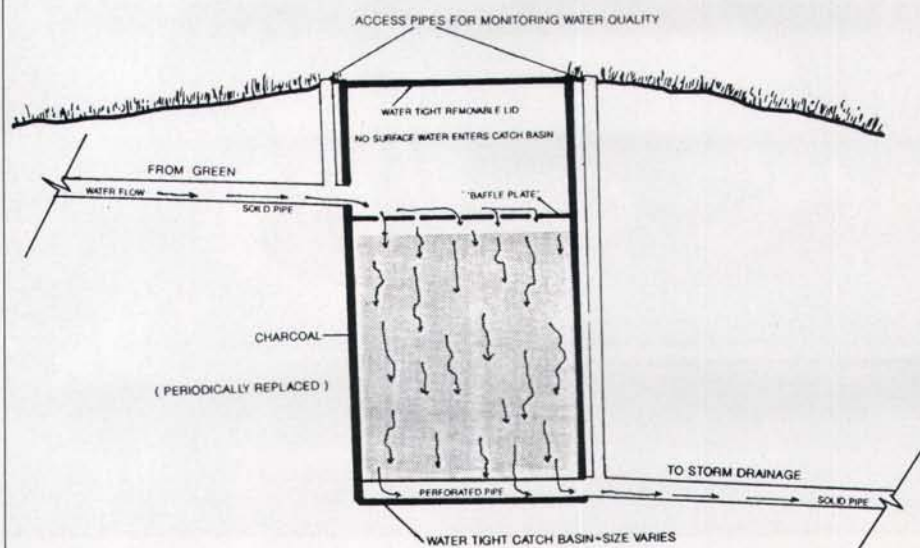 ACCESS PIPES FOR MONITORING WATER QUALITY
WATER TIGHT REMOVABLE LID
NO SURFACE WATER ENTERS CATCH BASIN
FROM GREEN
WATER FLOW
SOLID PIPE
"BAFFLE PLATE"
CHARCOAL
( PERIODICALLY REPLACED )
TO STORM DRAINAGE
PERFORATED PIPE
SOLID PIPE
WATER TIGHT CATCH BASIN-SIZE VARIES